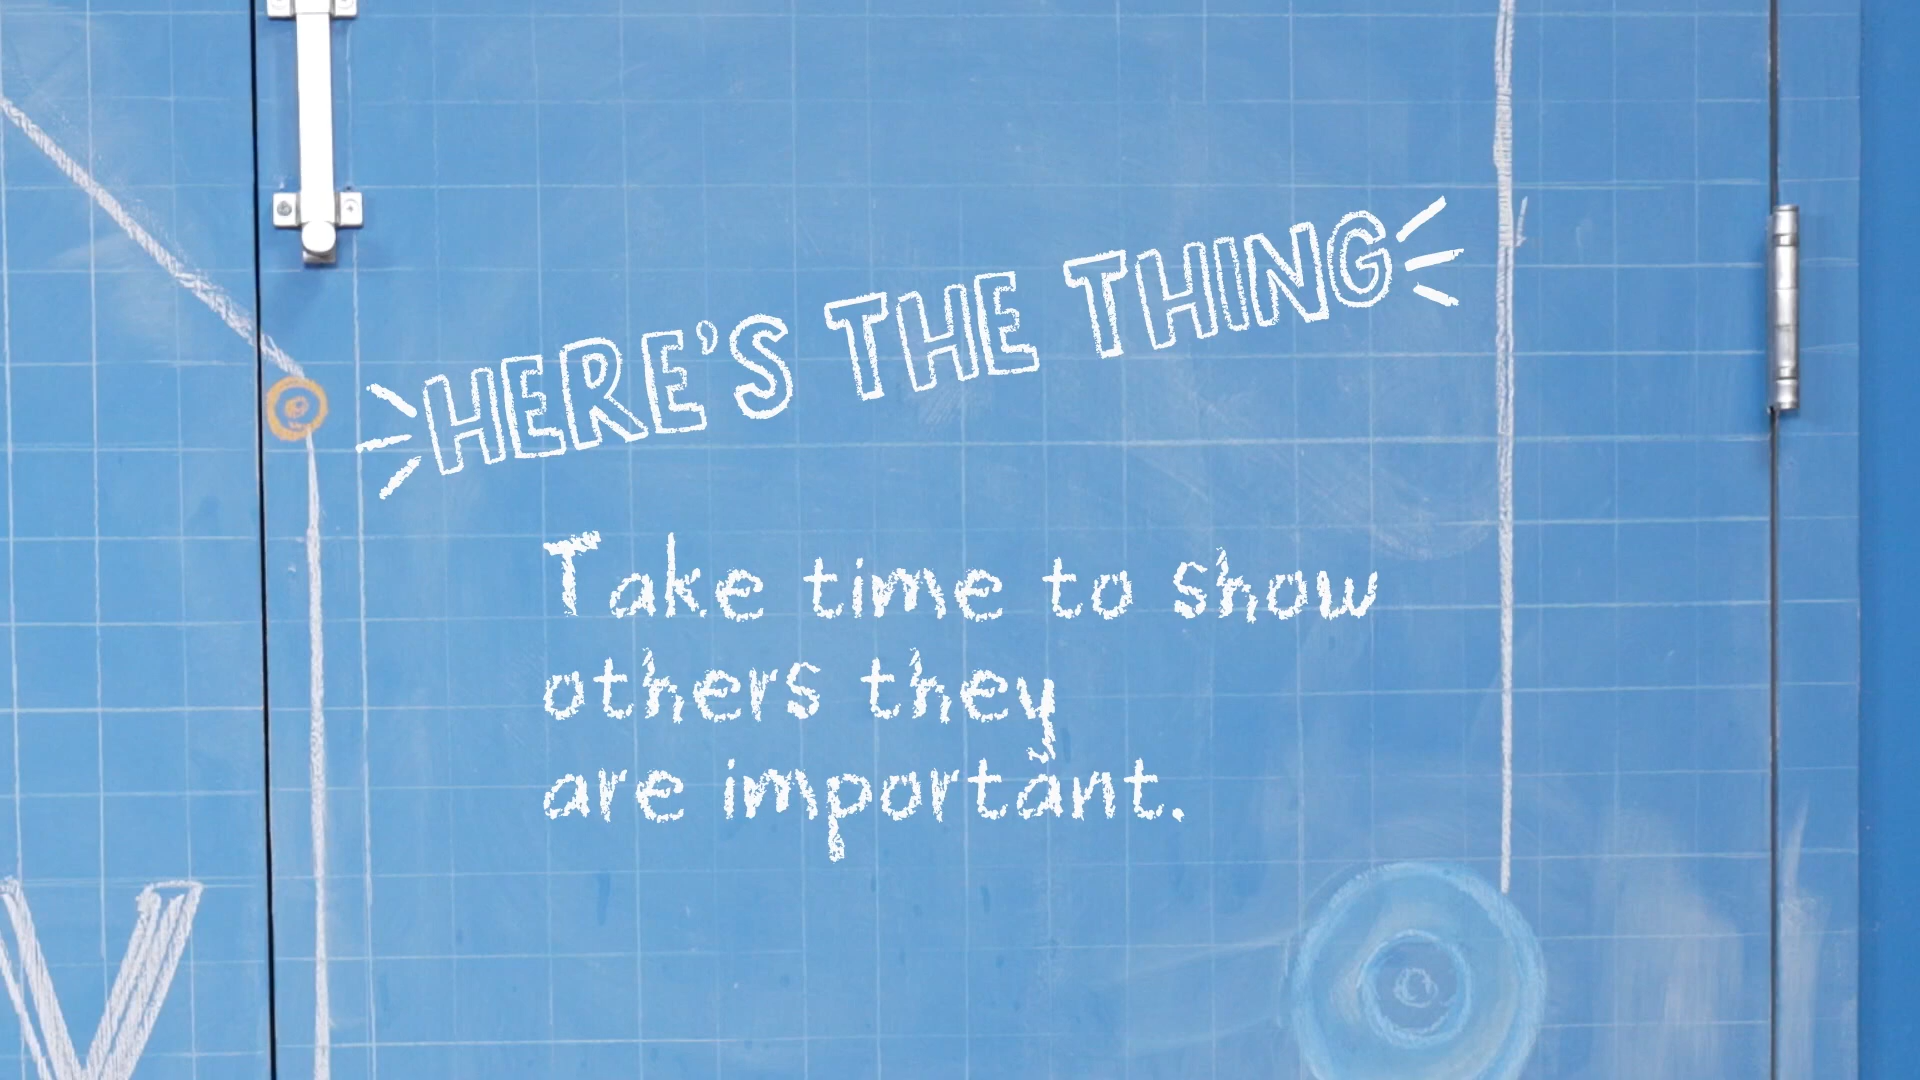 HERE'S THE THING
Take time to show
others they
are important.